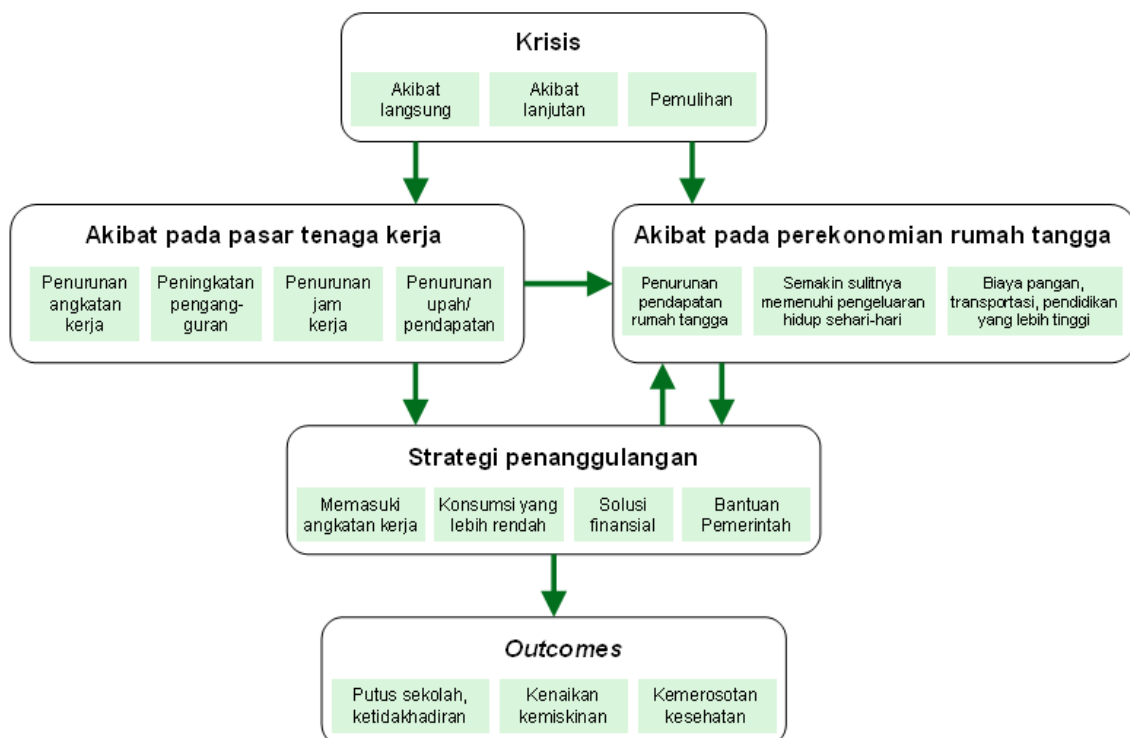 Krisis
Akibat
langsung
Akibat
lanjutan
Pemulihan
Akibat pada pasar tenaga kerja
Penurunan
angkatan
kerja
Peningkatan
pengang-
guran
Penurunan
jam
kerja
Penurunan
upah/
pendapatan
Akibat pada perekonomian rumah tangga
Penurunan
pendapatan
rumah tangga
Semakin sulitnya
memenuhi pengeluaran
hidup sehari-hari
Biaya pangan,
transportasi, pendidikan
yang lebih tinggi
Strategi penanggulangan
Memasuki
angkatan kerja
Konsumsi yang
lebih rendah
Solusi
finansial
Bantuan
Pemerintah
Outcomes
Putus sekolah,
ketidakhadiran
Kenaikan
kemiskinan
Kemerosotan
kesehatan